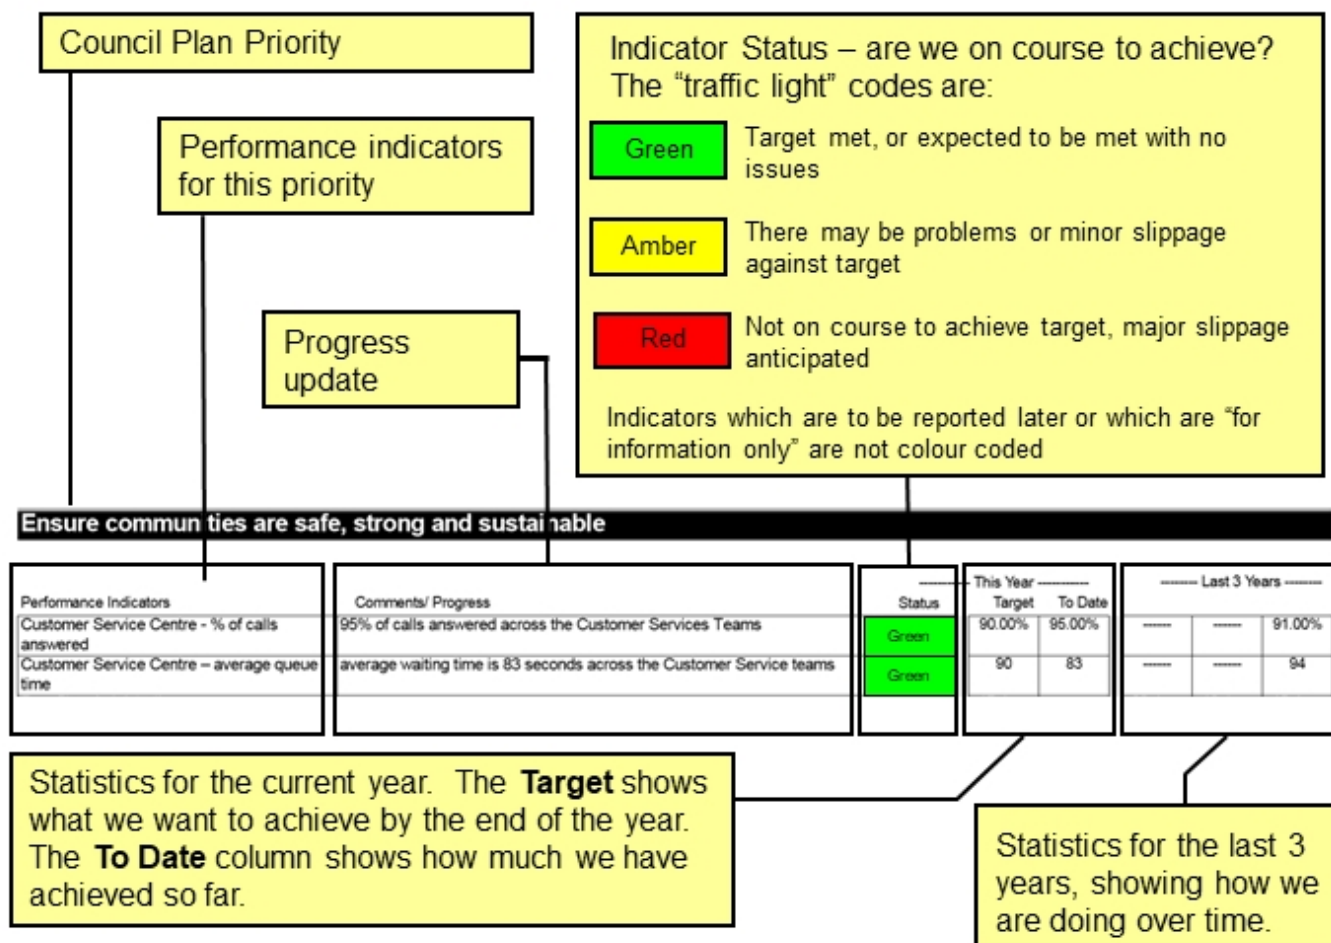 Council Plan Priority
Performance indicators
for this priority
Progress
update
Indicator Status – are we on course to achieve?
The “traffic light” codes are:
Green
Target met, or expected to be met with no
issues
Amber
There may be problems or minor slippage
against target
Red
Not on course to achieve target, major slippage
anticipated
Indicators which are to be reported later or which are “for
information only” are not colour coded
Ensure communities are safe, strong and sustainable
Performance Indicators
Comments/ Progress
Status
----------- This Year -----------
Target To Date
-------- Last 3 Years --------
Customer Service Centre - % of calls
answered
95% of calls answered across the Customer Services Teams
Green
90.00% 95.00% ------ ------ 91.00%
Customer Service Centre – average queue
time
average waiting time is 83 seconds across the Customer Service teams
Green
90 83 ------ ------ 94
Statistics for the current year. The Target shows
what we want to achieve by the end of the year.
The To Date column shows how much we have
achieved so far.
Statistics for the last 3
years, showing how we
are doing over time.